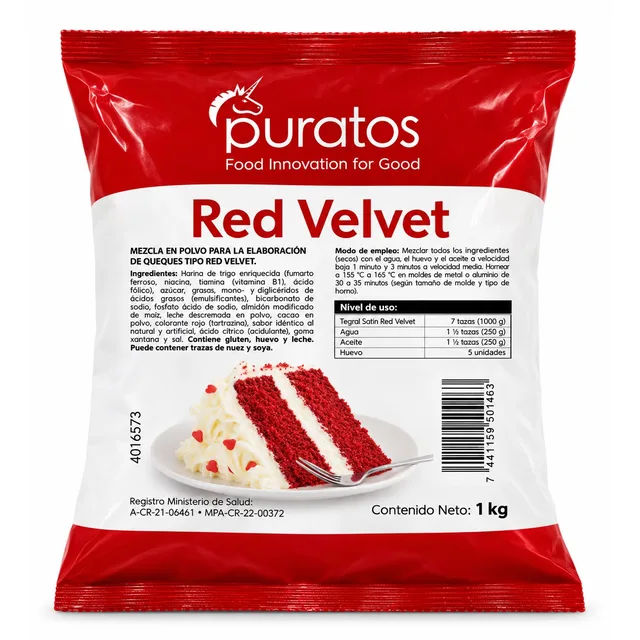 puratos
Food Innovation for Good
Red Velvet
MEZCLA EN POLVO PARA LA ELABORACIÓN
DE QUEQUES TIPO RED VELVET.
Ingredientes: Harina de trigo enriquecida (fumarto
ferroso, niacina, tiamina (vitamina B1), ácido
fólico), azúcar, grasas, mono- y diglicéridos de
ácidos grasos (emulsificantes), bicarbonato de
sodio, fosfato ácido de sodio, almidón modificado
de maíz, leche descremada en polvo, cacao en
polvo, colorante rojo (tartrazina), sabor idéntico al
natural y artificial, ácido cítrico (acidulante), goma
xantana y sal. Contiene gluten, huevo y leche.
Puede contener trazas de nuez y soya.
Modo de empleo: Mezclar todos los ingredientes
(secos) con el agua, el huevo y el aceite a velocidad
baja 1 minuto y 3 minutos a velocidad media. Hornear
a 155 °C a 165 °C en moldes de metal o aluminio de
30 a 35 minutos (según tamaño de molde y tipo de
horno).
Nivel de uso:
Tegral Satin Red Velvet 7 tazas (1000 g)
Agua 1 ½ tazas (250 g)
Aceite 1 ½ tazas (250 g)
Huevo 5 unidades
4016573
7 441159 501463
Registro Ministerio de Salud:
A-CR-21-06461 • MPA-CR-22-00372
Contenido Neto: 1 kg